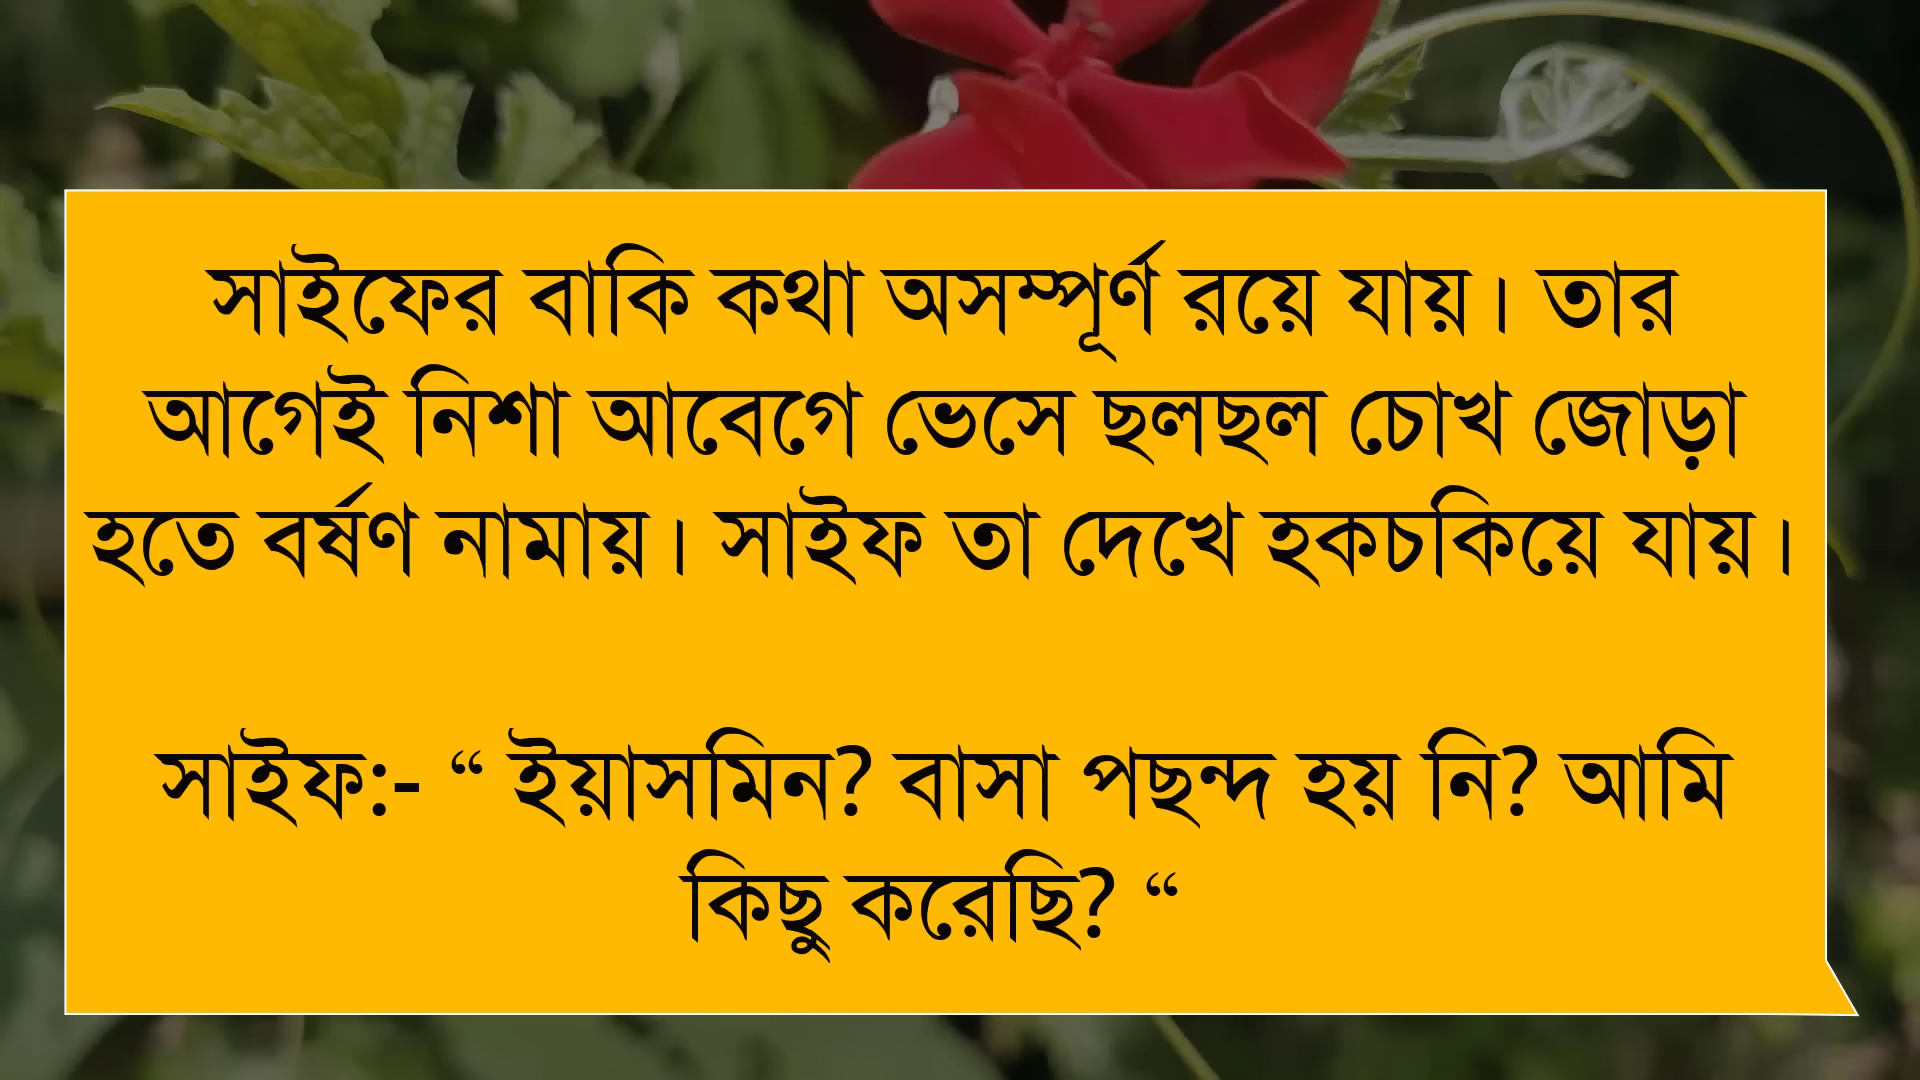 সাইফের বাকি কথা অসম্পূর্ণ রয়ে যায়। তার
আগেই নিশা আবেগে ভেসে ছলছল চোখ জোড়া
হতে বর্ষণ নামায়। সাইফ তা দেখে হকচকিয়ে যায়।
সাইফ:- “ ইয়াসমিন? বাসা পছন্দ হয় নি? আমি
কিছু করেছি? “